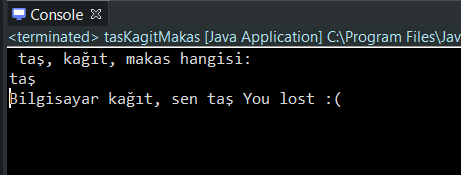 Console
<terminated> tasKagitMakas [Java Application] C:\Program Files\Jav
taş, kağıt, makas hangisi:
taş
Bilgisayar kağıt, sen taş You lost :(